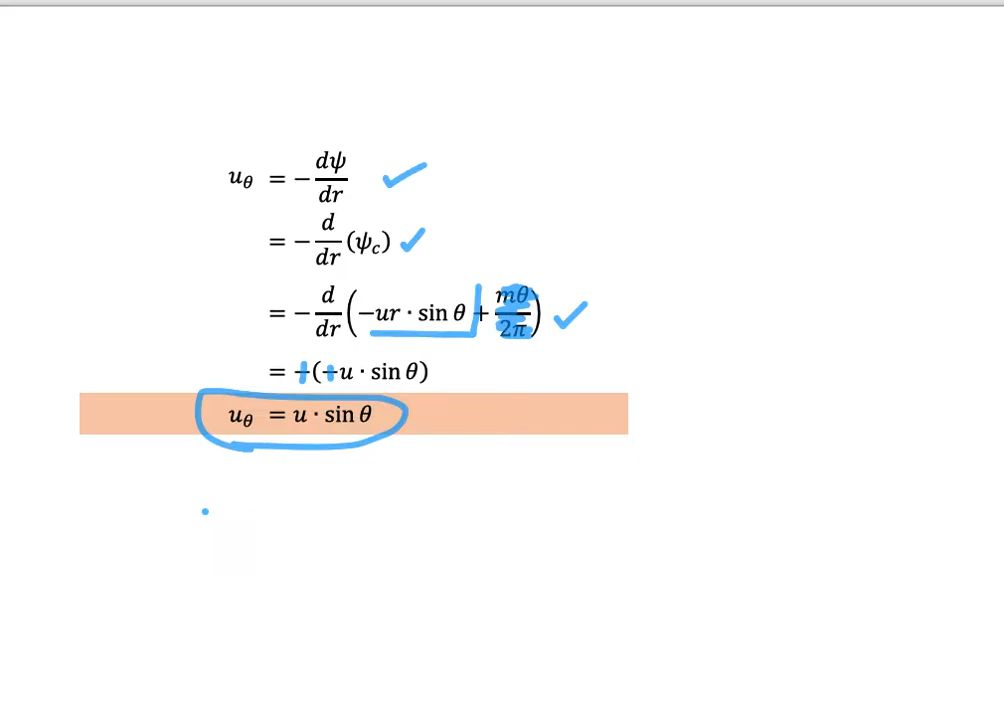 u_θ = −dψ/dr
= −d/dr (ψ_c)
= −d/dr (−ur · sin θ + mθ/2π)
= +(+u · sin θ)
u_θ = u · sin θ